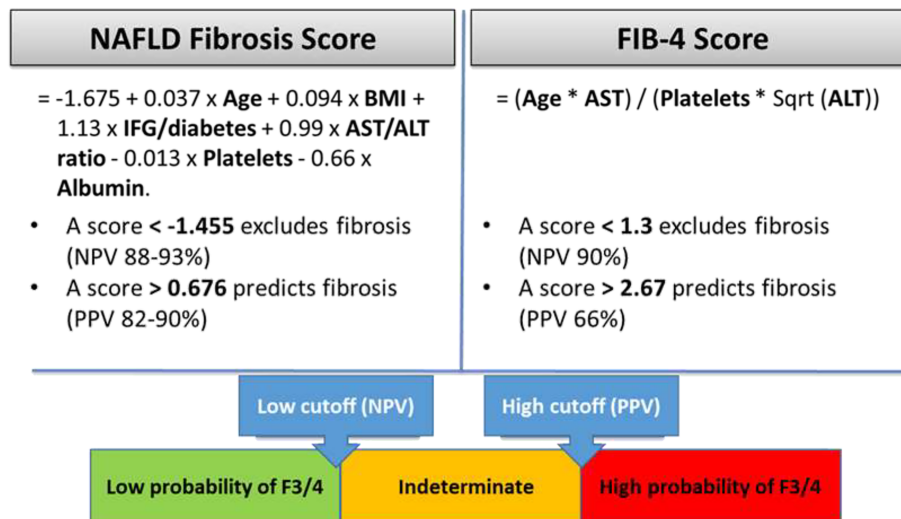 NAFLD Fibrosis Score
= -1.675 + 0.037 x Age + 0.094 x BMI +
1.13 x IFG/diabetes + 0.99 x AST/ALT
ratio - 0.013 x Platelets - 0.66 x
Albumin.
• A score < -1.455 excludes fibrosis
(NPV 88-93%)
• A score > 0.676 predicts fibrosis
(PPV 82-90%)
FIB-4 Score
= (Age * AST) / (Platelets * Sqrt (ALT))
• A score < 1.3 excludes fibrosis
(NPV 90%)
• A score > 2.67 predicts fibrosis
(PPV 66%)
Low cutoff (NPV)
High cutoff (PPV)
Low probability of F3/4
Indeterminate
High probability of F3/4